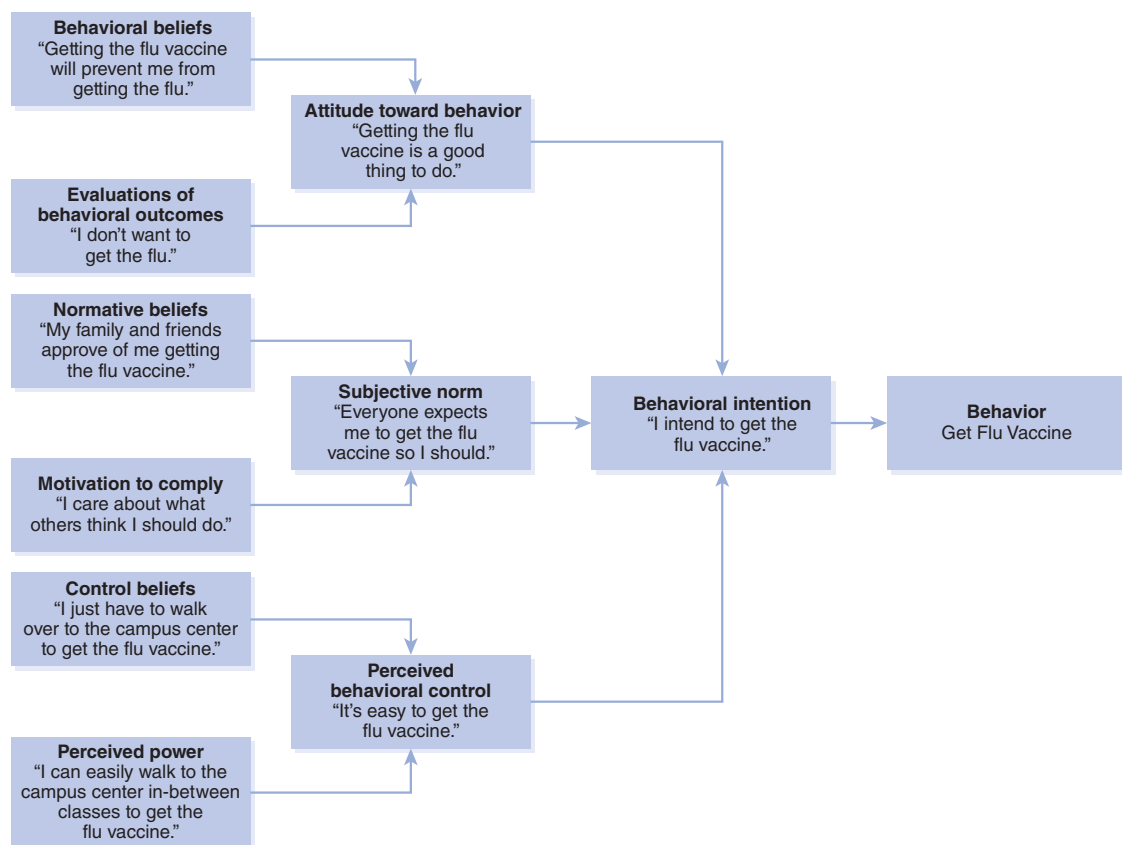 Behavioral beliefs
“Getting the flu vaccine
will prevent me from
getting the flu.”
Attitude toward behavior
“Getting the flu
vaccine is a good
thing to do.”
Evaluations of
behavioral outcomes
“I don’t want to
get the flu.”
Normative beliefs
“My family and friends
approve of me getting
the flu vaccine.”
Subjective norm
“Everyone expects
me to get the flu
vaccine so I should.”
Behavioral intention
“I intend to get the
flu vaccine.”
Behavior
Get Flu Vaccine
Motivation to comply
“I care about what
others think I should do.”
Control beliefs
“I just have to walk
over to the campus center
to get the flu vaccine.”
Perceived
behavioral control
“It’s easy to get the
flu vaccine.”
Perceived power
“I can easily walk to the
campus center in-between
classes to get the
flu vaccine.”